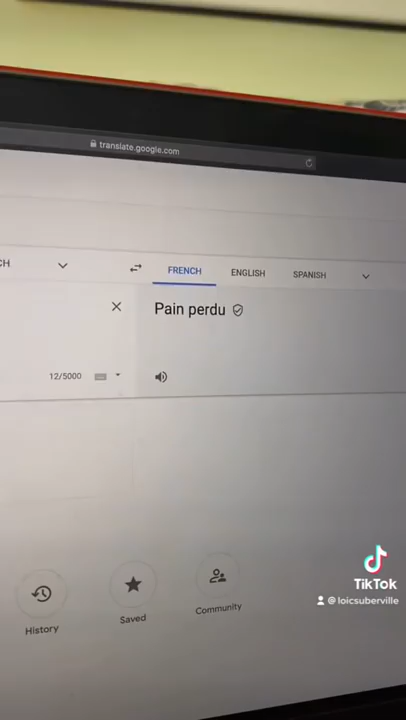 translate.google.com
CH
FRENCH
ENGLISH
SPANISH
Pain perdu
12/5000
History
Saved
Community
TikTok
@loicsuberville